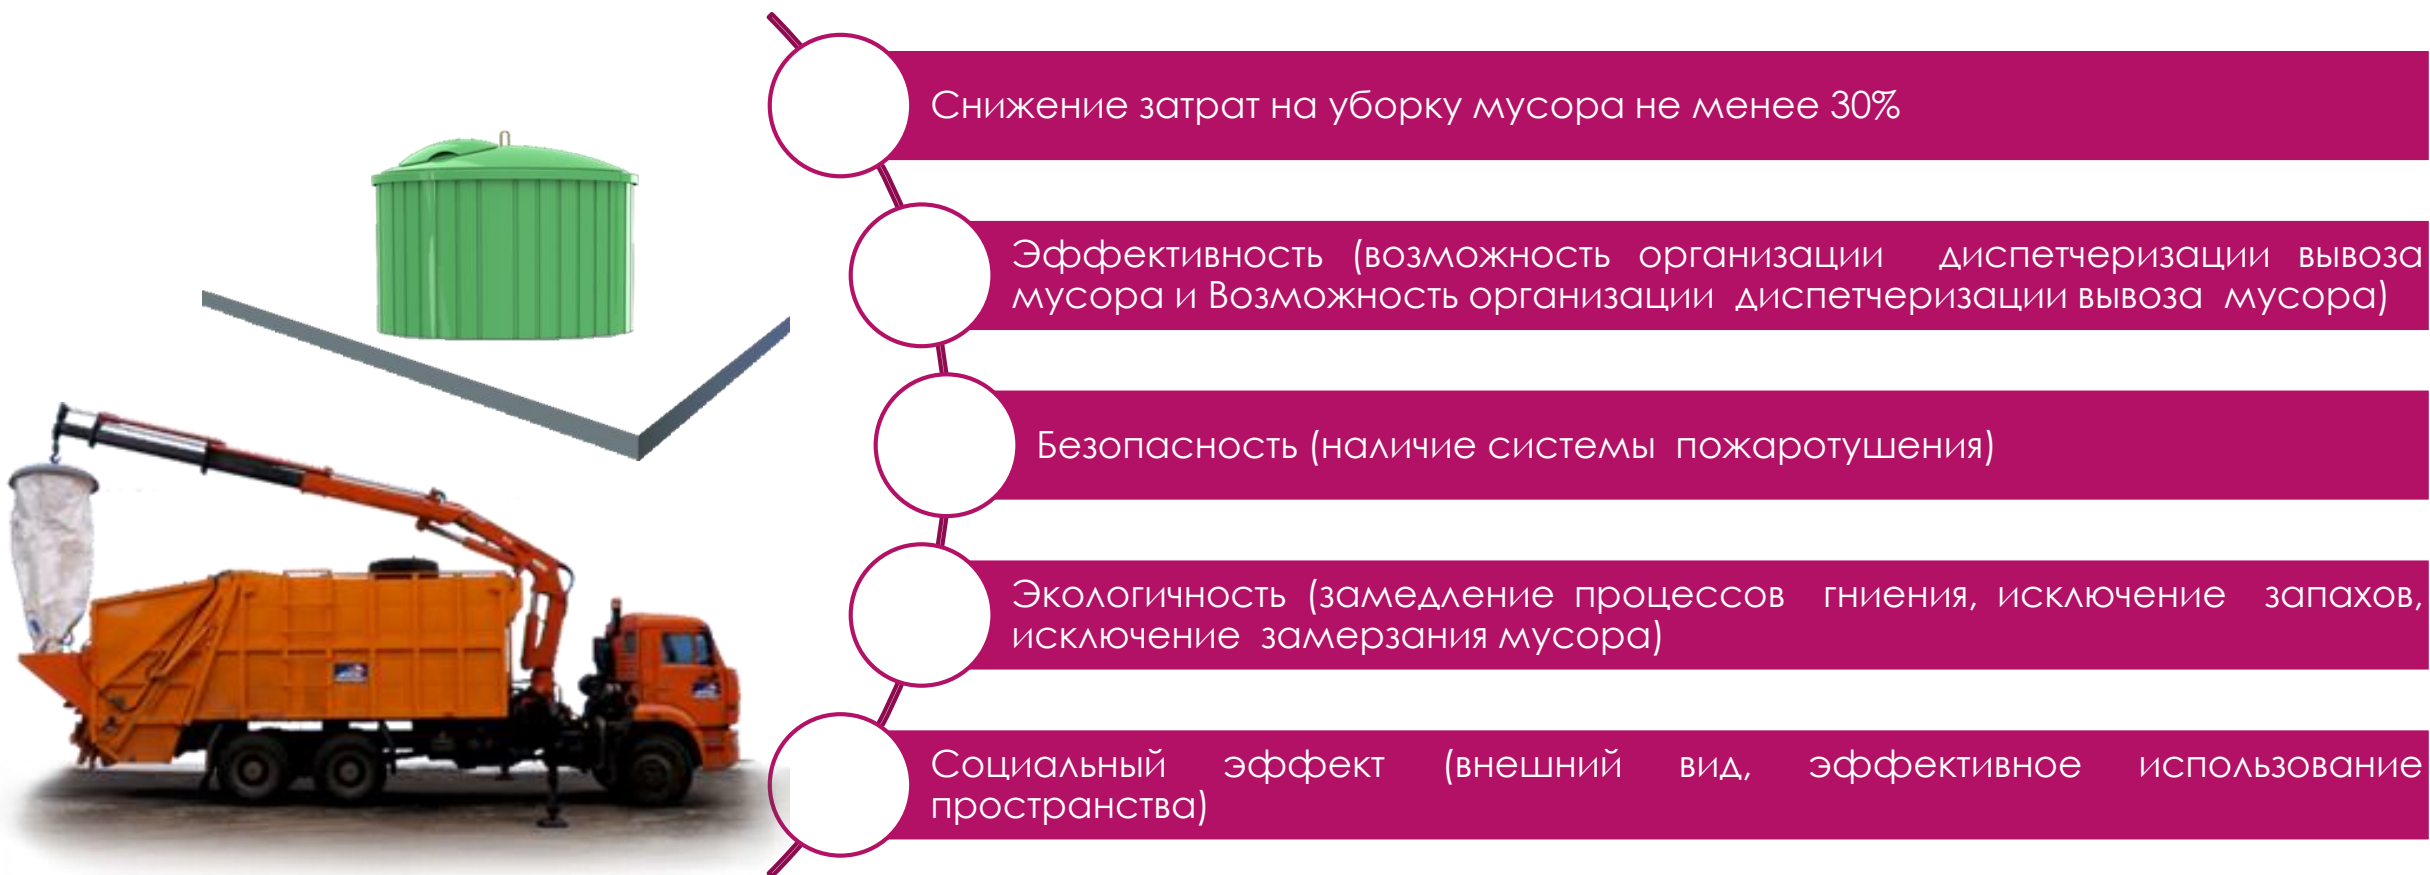 Снижение затрат на уборку мусора не менее 30%
Эффективность (возможность организации диспетчеризации вывоза
мусора и Возможность организации диспетчеризации вывоза мусора)
Безопасность (наличие системы пожаротушения)
Экологичность (замедление процессов гниения, исключение запахов,
исключение замерзания мусора)
Социальный эффект (внешний вид, эффективное использование
пространства)